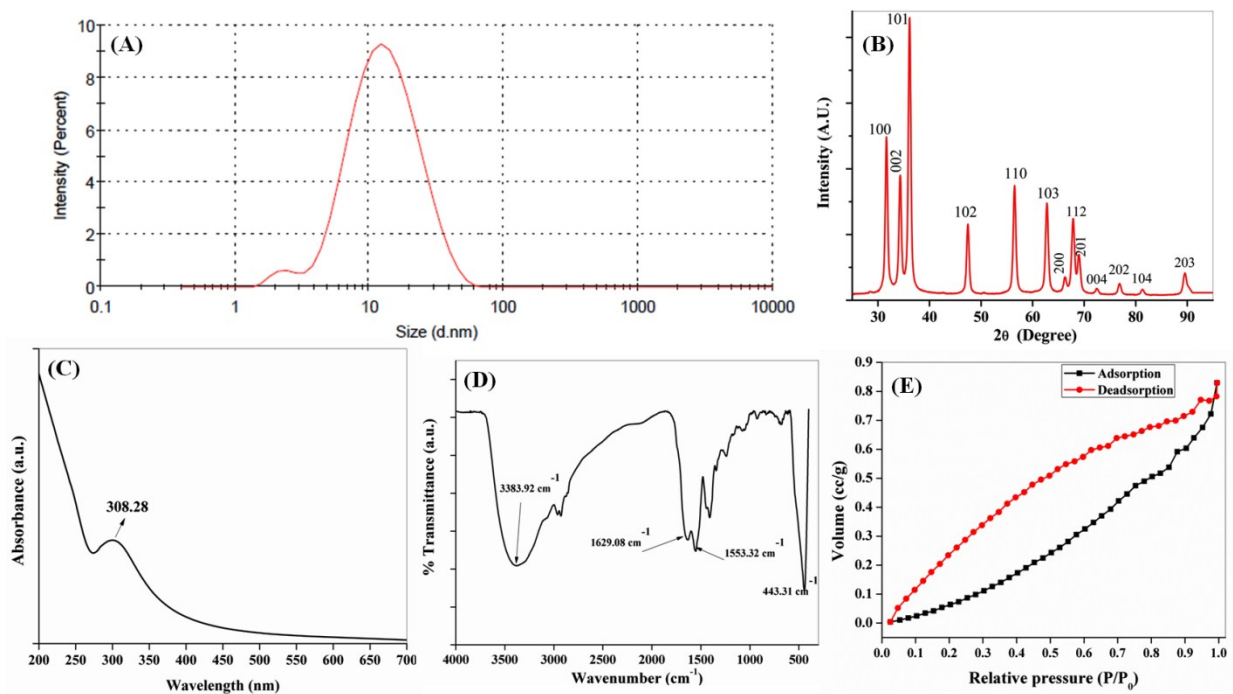 (A)
Intensity (Percent)
10
8
6
4
2
0
0.1 1 10 100 1000 10000
Size (d.nm)
(B)
Intensity (A.U.)
100
002
101
102
110
103
200
112
201
004
202
104
203
30 40 50 60 70 80 90
2θ (Degree)
(C)
Absorbance (a.u.)
308.28
200 250 300 350 400 450 500 550 600 650 700
Wavelength (nm)
(D)
% Transmittance (a.u.)
3383.92 cm⁻¹
1629.08 cm⁻¹
1553.32 cm⁻¹
443.31 cm⁻¹
4000 3500 3000 2500 2000 1500 1000 500
Wavenumber (cm⁻¹)
(E)
Adsorption
Deadsorption
Volume (cc/g)
0.9
0.8
0.7
0.6
0.5
0.4
0.3
0.2
0.1
0.0
0.0 0.1 0.2 0.3 0.4 0.5 0.6 0.7 0.8 0.9 1.0
Relative pressure (P/P₀)